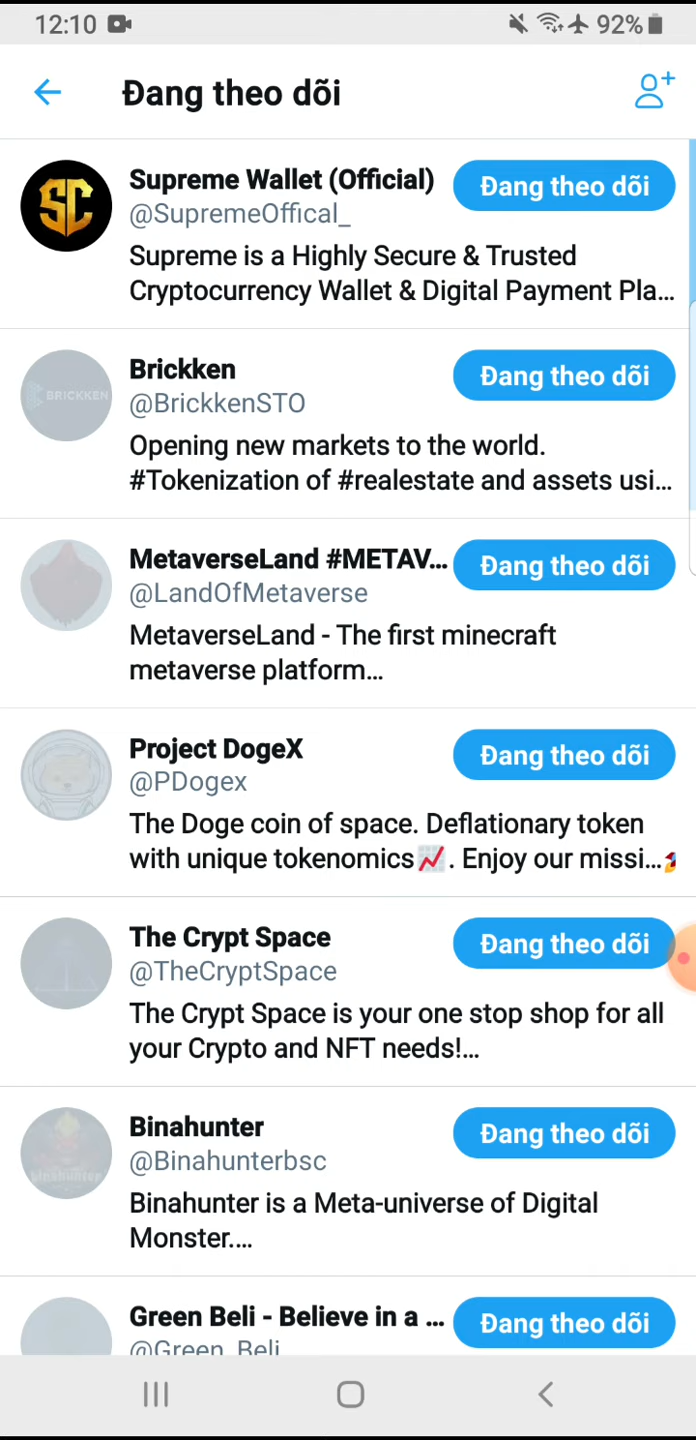 12:10 92%
Đang theo dõi
Supreme Wallet (Official) Đang theo dõi
@SupremeOffical_
Supreme is a Highly Secure & Trusted
Cryptocurrency Wallet & Digital Payment Pla...
SC
Brickken Đang theo dõi
@BrickkenSTO
BRICKKEN
Opening new markets to the world.
#Tokenization of #realestate and assets usi...
MetaverseLand #METAV... Đang theo dõi
@LandOfMetaverse
MetaverseLand - The first minecraft
metaverse platform...
Project DogeX Đang theo dõi
@PDogex
The Doge coin of space. Deflationary token
with unique tokenomics📈. Enjoy our missi...🚀
The Crypt Space Đang theo dõi
@TheCryptSpace
The Crypt Space is your one stop shop for all
your Crypto and NFT needs!...
Binahunter Đang theo dõi
@Binahunterbsc
Binahunter
Binahunter is a Meta-universe of Digital
Monster....
Green Beli - Believe in a ... Đang theo dõi
@Green_Beli